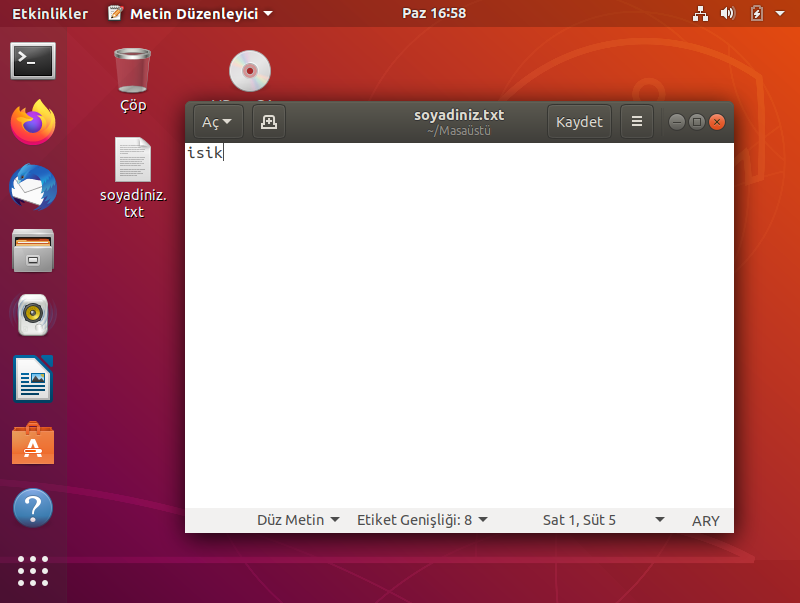 Etkinlikler Metin Düzenleyici Paz 16:58
Çöp
soyadiniz.
txt
Aç soyadiniz.txt Kaydet
~/Masaüstü
isik
Düz Metin Etiket Genişliği: 8 Sat 1, Süt 5 ARY